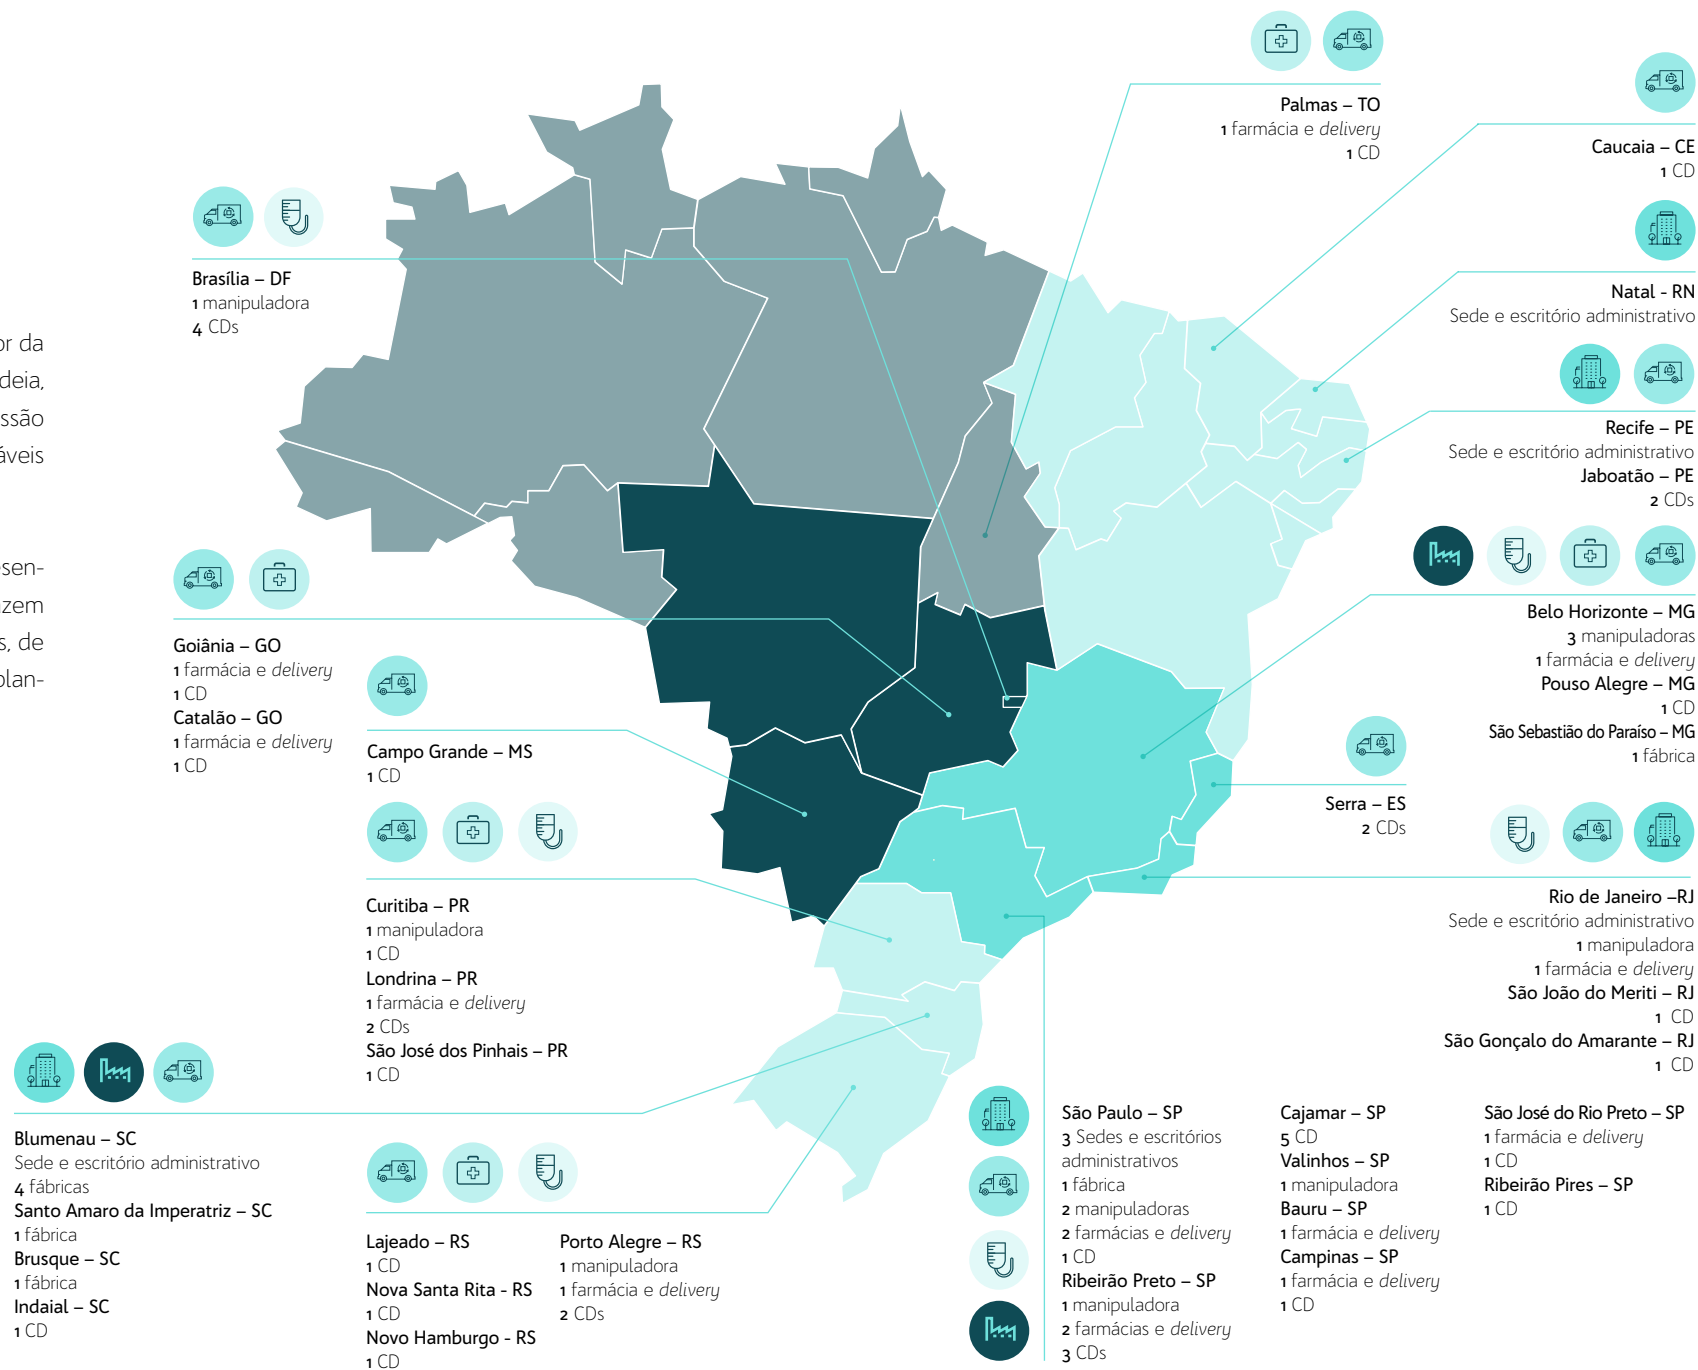 or da
deia,
ssão
áveis
esen-
zem
s, de
plan-
Brasília – DF
1 manipuladora
4 CDs
Palmas – TO
1 farmácia e delivery
1 CD
Caucaia – CE
1 CD
Natal - RN
Sede e escritório administrativo
Recife – PE
Sede e escritório administrativo
Jaboatão – PE
2 CDs
Belo Horizonte – MG
3 manipuladoras
1 farmácia e delivery
Pouso Alegre – MG
1 CD
São Sebastião do Paraíso – MG
1 fábrica
Serra – ES
2 CDs
Rio de Janeiro –RJ
Sede e escritório administrativo
1 manipuladora
1 farmácia e delivery
São João do Meriti – RJ
1 CD
São Gonçalo do Amarante – RJ
1 CD
Goiânia – GO
1 farmácia e delivery
1 CD
Catalão – GO
1 farmácia e delivery
1 CD
Campo Grande – MS
1 CD
Curitiba – PR
1 manipuladora
1 CD
Londrina – PR
1 farmácia e delivery
2 CDs
São José dos Pinhais – PR
1 CD
Blumenau – SC
Sede e escritório administrativo
4 fábricas
Santo Amaro da Imperatriz – SC
1 fábrica
Brusque – SC
1 fábrica
Indaial – SC
1 CD
Lajeado – RS
1 CD
Nova Santa Rita - RS
1 CD
Novo Hamburgo - RS
1 CD
Porto Alegre – RS
1 manipuladora
1 farmácia e delivery
2 CDs
São Paulo – SP
3 Sedes e escritórios
administrativos
1 fábrica
2 manipuladoras
2 farmácias e delivery
1 CD
Ribeirão Preto – SP
1 manipuladora
2 farmácias e delivery
3 CDs
Cajamar – SP
5 CD
Valinhos – SP
1 manipuladora
Bauru – SP
1 farmácia e delivery
Campinas – SP
1 farmácia e delivery
1 CD
São José do Rio Preto – SP
1 farmácia e delivery
1 CD
Ribeirão Pires – SP
1 CD